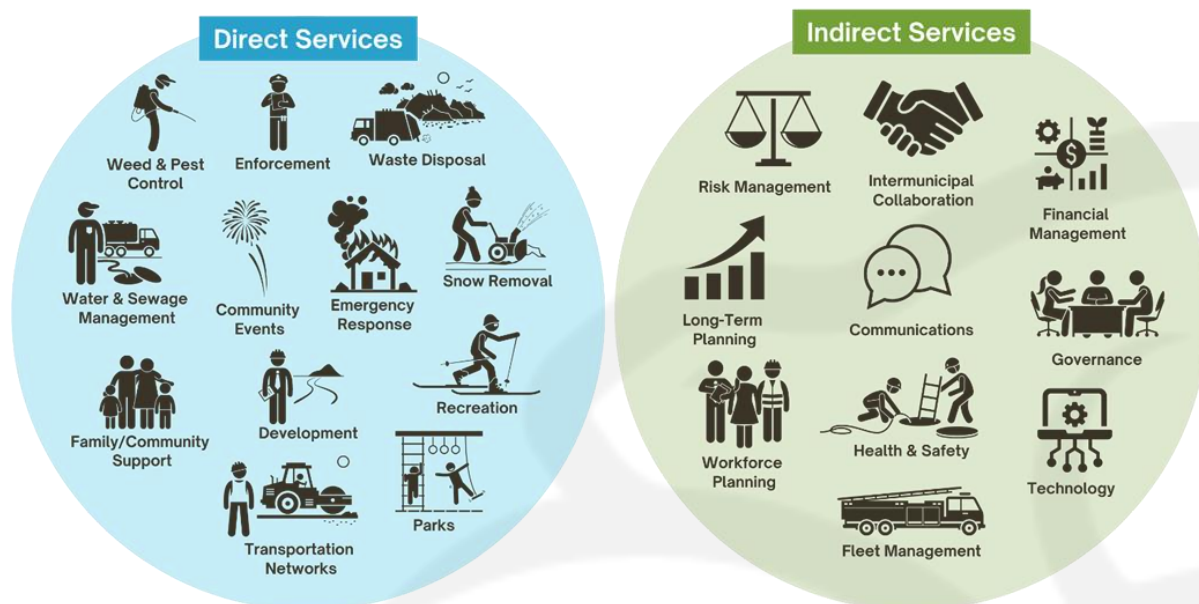 Direct Services
Weed & Pest
Control
Enforcement
Waste Disposal
Water & Sewage
Management
Community
Events
Emergency
Response
Snow Removal
Family/Community
Support
Development
Recreation
Transportation
Networks
Parks
Indirect Services
Risk Management
Intermunicipal
Collaboration
$
Financial
Management
Long-Term
Planning
Communications
Governance
Workforce
Planning
Health & Safety
Technology
Fleet Management